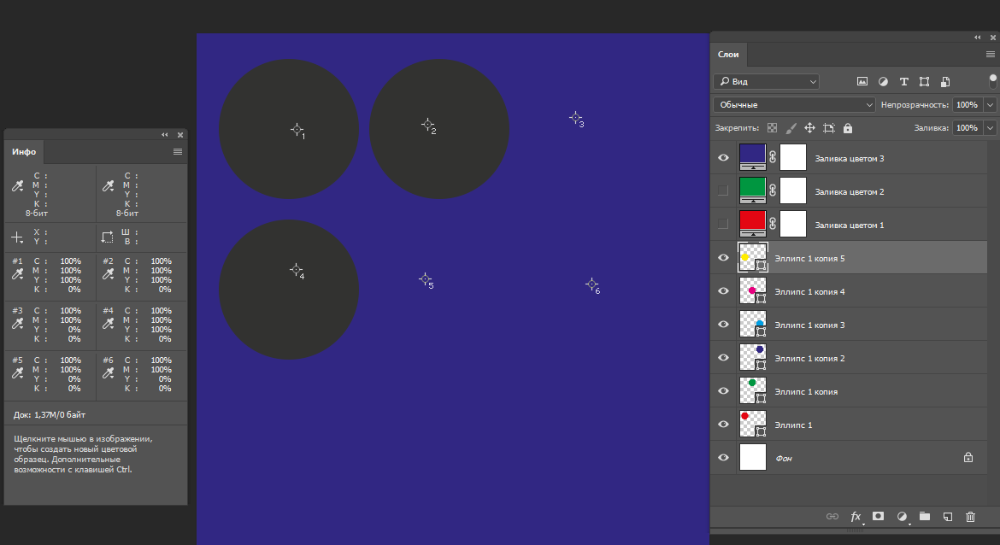 Инфо
C : C :
M : M :
Y : Y :
K : K :
8-бит 8-бит
X : Ш :
Y : В :
#1 C : 100% #2 C : 100%
M : 100% M : 100%
Y : 100% Y : 100%
K : 0% K : 0%
#3 C : 100% #4 C : 100%
M : 100% M : 100%
Y : 0% Y : 100%
K : 0% K : 0%
#5 C : 100% #6 C : 100%
M : 100% M : 100%
Y : 0% Y : 0%
K : 0% K : 0%
Док: 1,37M/0 байт
Щелкните мышью в изображении,
чтобы создать новый цветовой
образец. Дополнительные
возможности с клавишей Ctrl.
1
2
3
4
5
6
Слои
Вид
Обычные Непрозрачность: 100%
Закрепить: Заливка: 100%
Заливка цветом 3
Заливка цветом 2
Заливка цветом 1
Эллипс 1 копия 5
Эллипс 1 копия 4
Эллипс 1 копия 3
Эллипс 1 копия 2
Эллипс 1 копия
Эллипс 1
Фон
fx